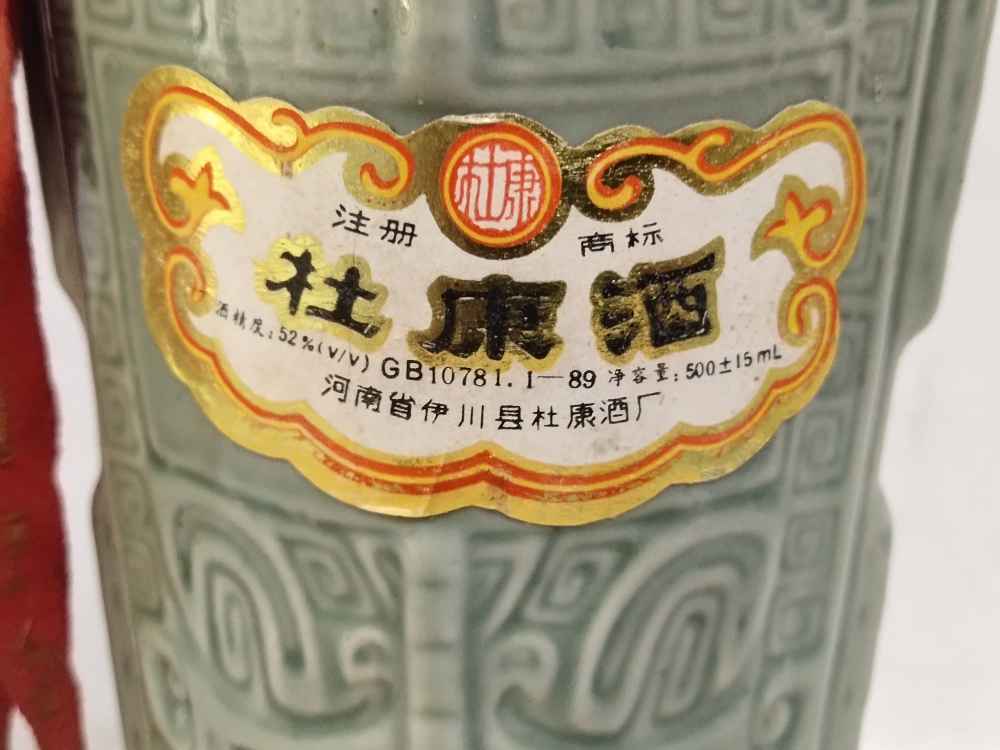 杜康
注册 商标
杜康酒
酒精度：52%(V/V) GB10781.1—89 净容量：500±15mL
河南省伊川县杜康酒厂